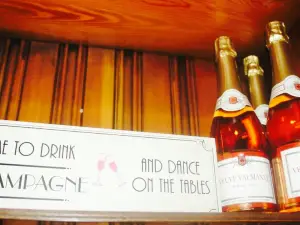 ME TO DRINK
AMPAGNE
AND DANCE
ON THE TABLES